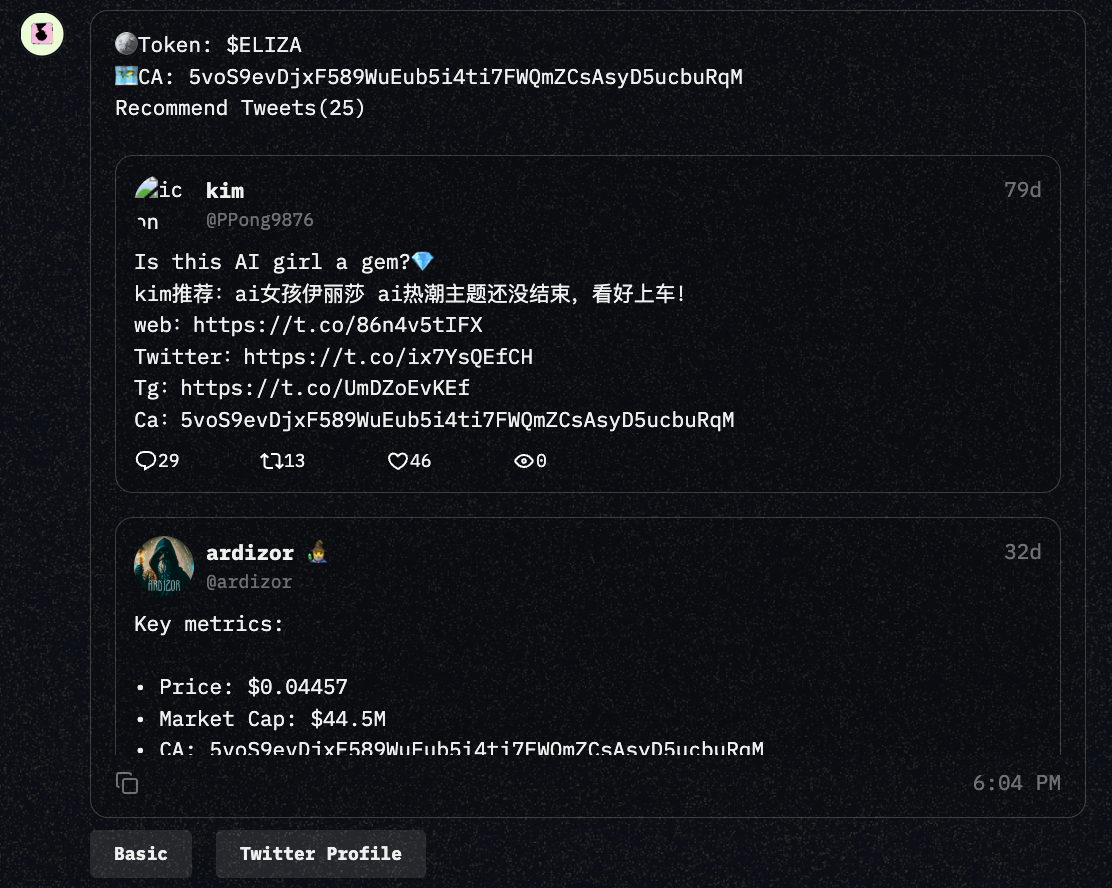 🌕Token: $ELIZA
🗺️CA: 5voS9evDjxF589WuEub5i4ti7FWQmZCsAsyD5ucbuRqM
Recommend Tweets(25)
icon
kim
79d
@PPong9876
Is this AI girl a gem?💎
kim推荐：ai女孩伊丽莎 ai热潮主题还没结束，看好上车！
web：https://t.co/86n4v5tIFX
Twitter：https://t.co/ix7YsQEfCH
Tg：https://t.co/UmDZoEvKEf
Ca：5voS9evDjxF589WuEub5i4ti7FWQmZCsAsyD5ucbuRqM
29 13 46 0
ardizor 🧙‍♂️
32d
@ardizor
ARDIZOR
Key metrics:
• Price: $0.04457
• Market Cap: $44.5M
• CA: 5voS9evDjxF589WuEub5i4ti7FWQmZCsAsyD5ucbuRqM
6:04 PM
Basic
Twitter Profile